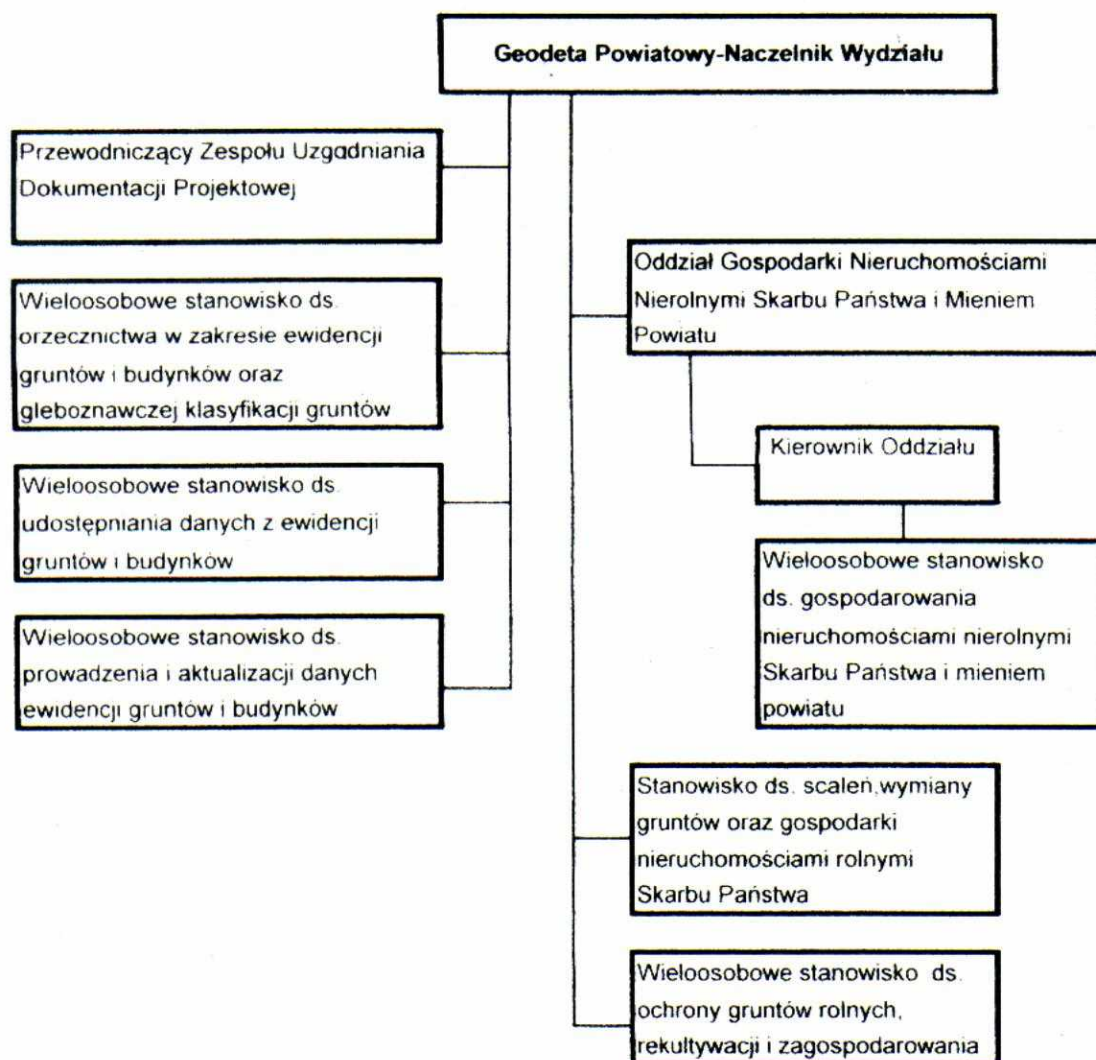 Geodeta Powiatowy-Naczelnik Wydziału
Przewodniczący Zespołu Uzgadniania
Dokumentacji Projektowej
Wieloosobowe stanowisko ds.
orzecznictwa w zakresie ewidencji
gruntów i budynków oraz
gleboznawczej klasyfikacji gruntów
Wieloosobowe stanowisko ds.
udostępniania danych z ewidencji
gruntów i budynków
Wieloosobowe stanowisko ds.
prowadzenia i aktualizacji danych
ewidencji gruntów i budynków
Oddział Gospodarki Nieruchomościami
Nierolnymi Skarbu Państwa i Mieniem
Powiatu
Kierownik Oddziału
Wieloosobowe stanowisko
ds. gospodarowania
nieruchomościami nierolnymi
Skarbu Państwa i mieniem
powiatu
Stanowisko ds. scaleń,wymiany
gruntów oraz gospodarki
nieruchomościami rolnymi
Skarbu Państwa
Wieloosobowe stanowisko ds.
ochrony gruntów rolnych,
rekultywacji i zagospodarowania